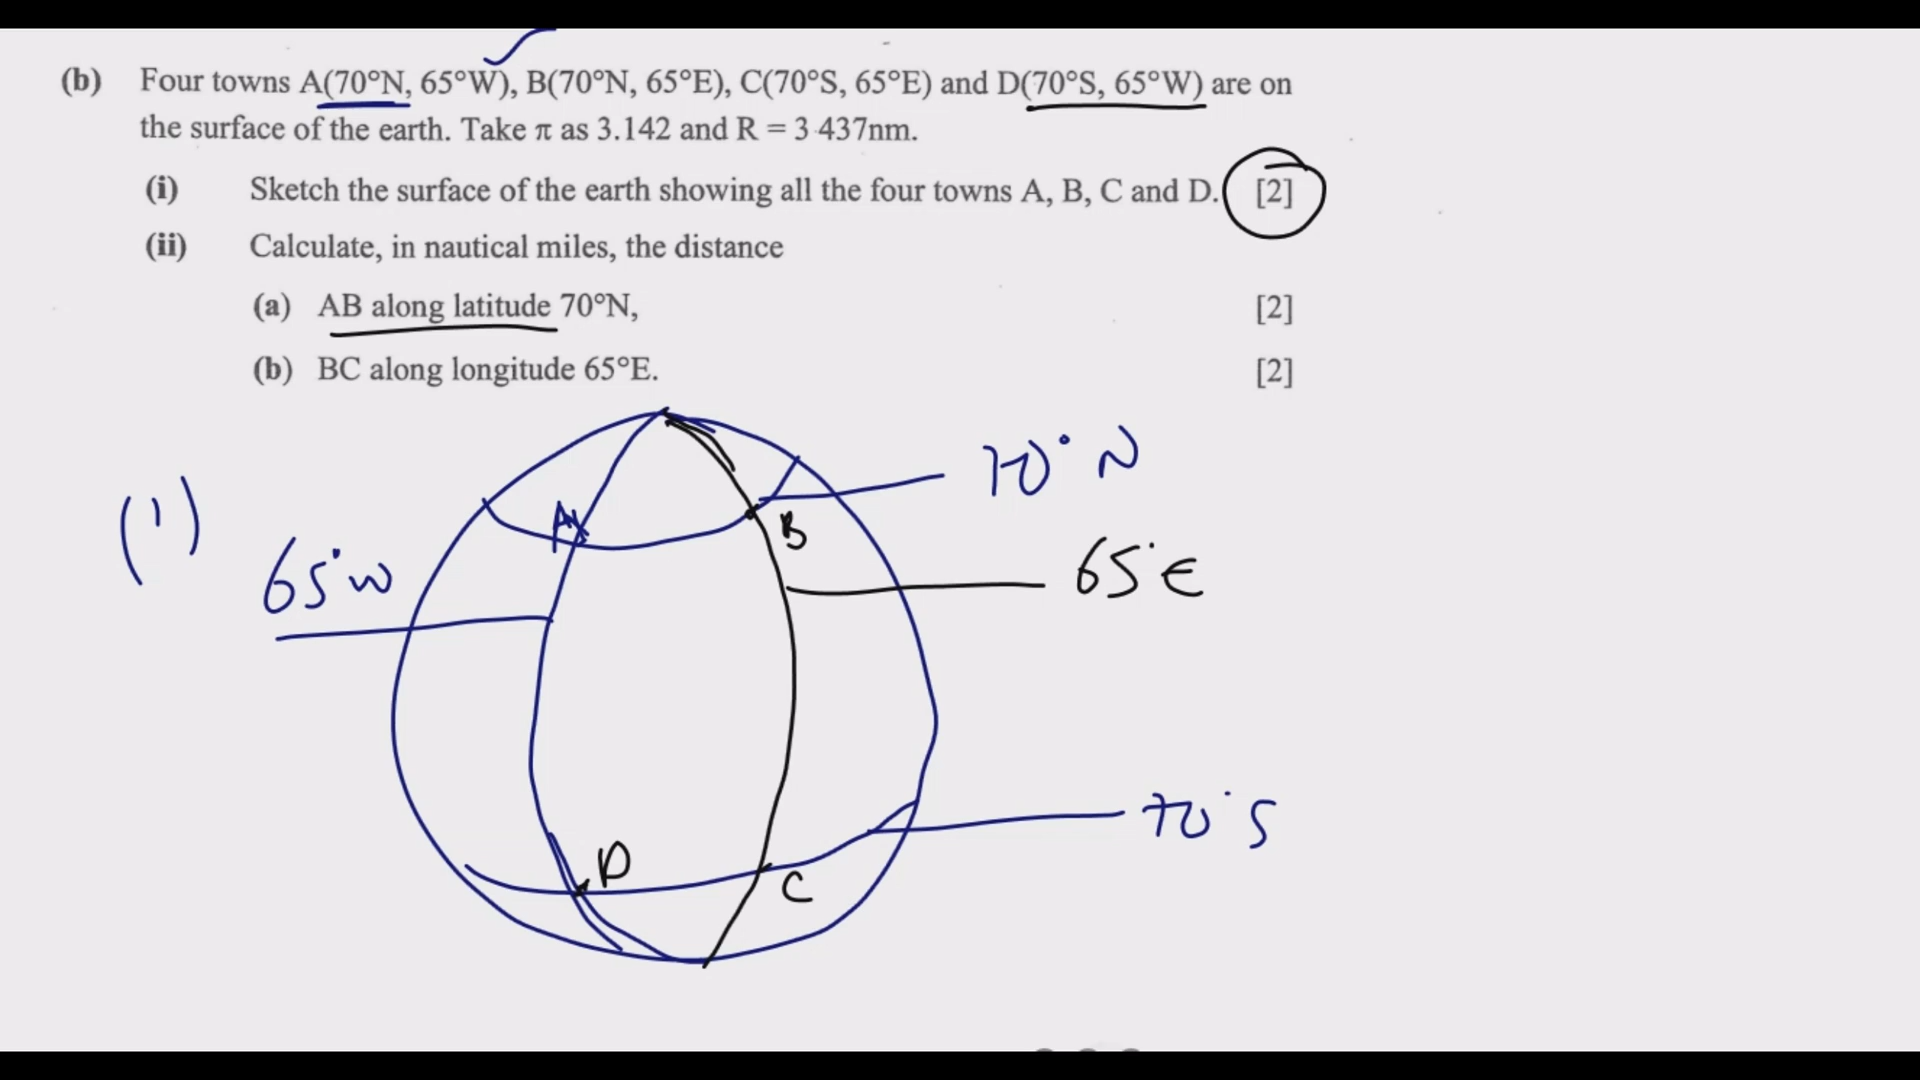 (b) Four towns A(70°N, 65°W), B(70°N, 65°E), C(70°S, 65°E) and D(70°S, 65°W) are on
the surface of the earth. Take π as 3.142 and R = 3 437nm.
(i) Sketch the surface of the earth showing all the four towns A, B, C and D. [2]
(ii) Calculate, in nautical miles, the distance
(a) AB along latitude 70°N, [2]
(b) BC along longitude 65°E. [2]
(1)
70°N
A
B
65°W
65°E
70°S
D
C